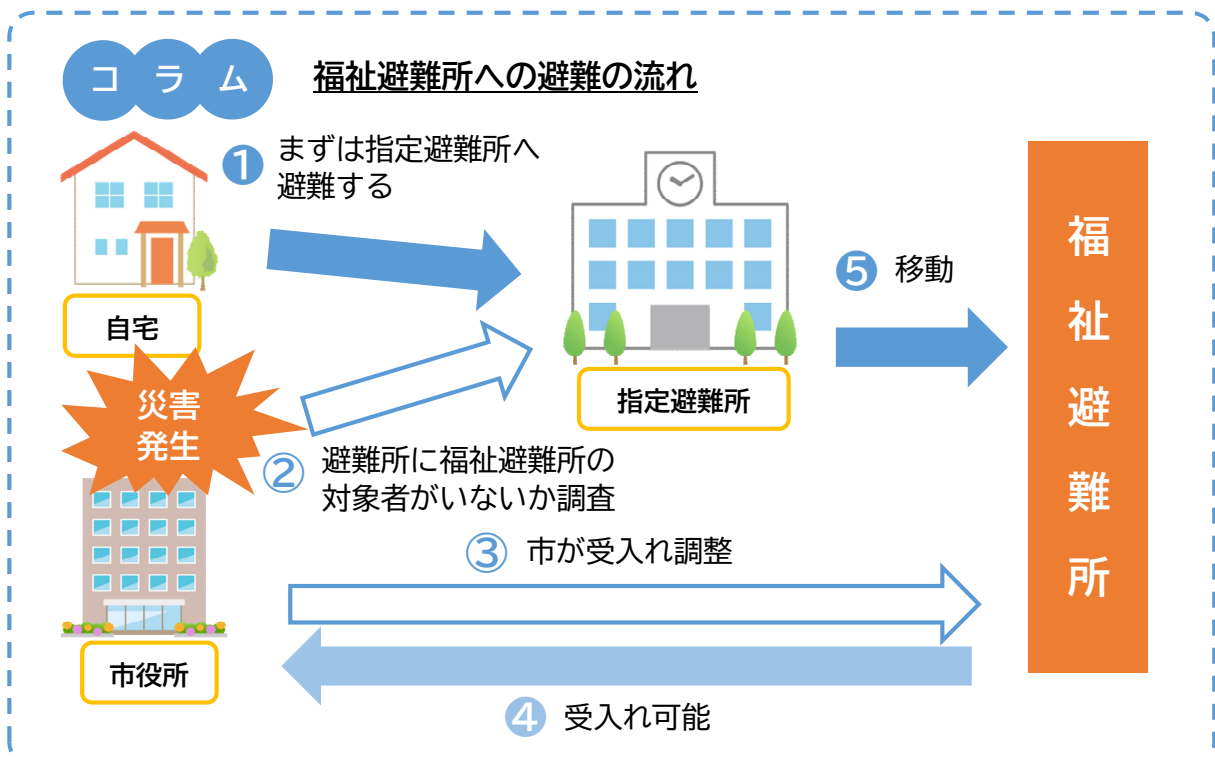 コラム
福祉避難所への避難の流れ
❶ まずは指定避難所へ
避難する
自宅
災害
発生
② 避難所に福祉避難所の
対象者がいないか調査
指定避難所
❺ 移動
福祉避難所
③ 市が受入れ調整
市役所
❹ 受入れ可能